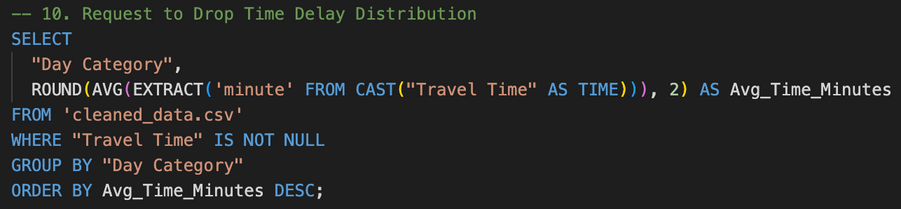 -- 10. Request to Drop Time Delay Distribution
SELECT
"Day Category",
ROUND(AVG(EXTRACT('minute' FROM CAST("Travel Time" AS TIME))), 2) AS Avg_Time_Minutes
FROM 'cleaned_data.csv'
WHERE "Travel Time" IS NOT NULL
GROUP BY "Day Category"
ORDER BY Avg_Time_Minutes DESC;